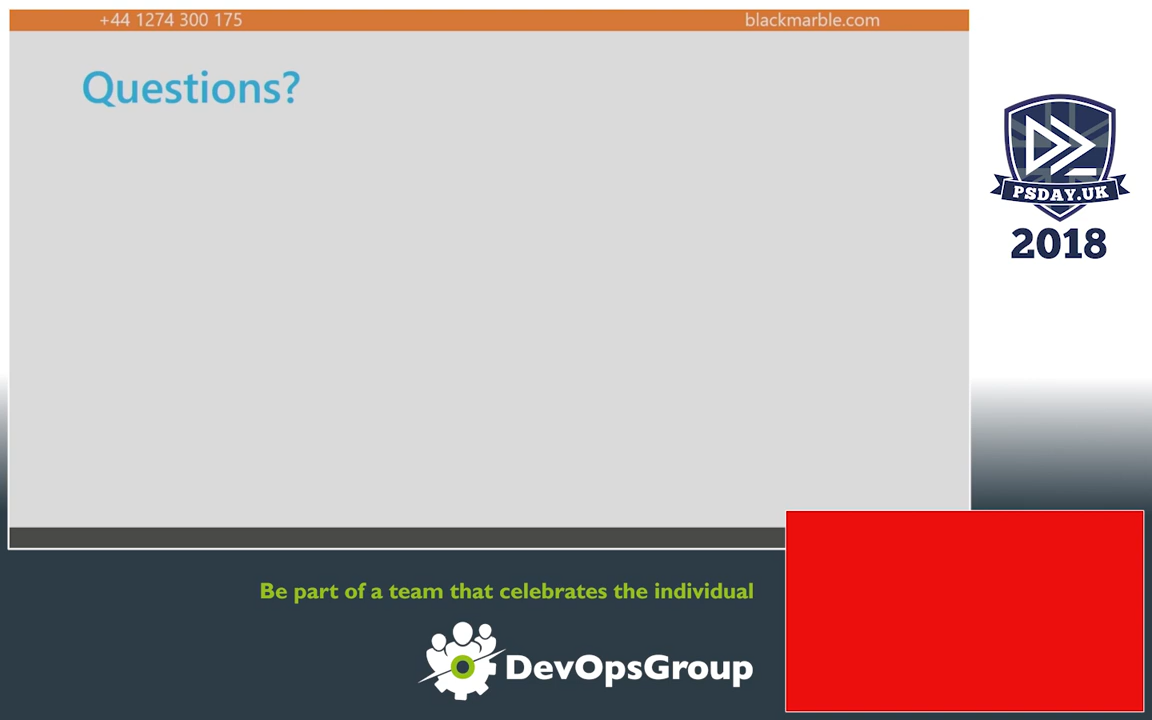 +44 1274 300 175
blackmarble.com
Questions?
PSDAY.UK
2018
Be part of a team that celebrates the individual
DevOpsGroup